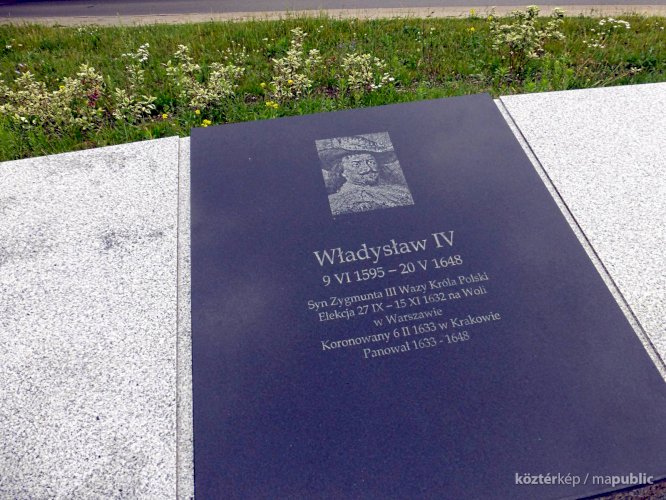 Władysław IV
9 VI 1595 – 20 V 1648
Syn Zygmunta III Wazy Króla Polski
Elekcja 27 IX – 15 XI 1632 na Woli
w Warszawie
Koronowany 6 II 1633 w Krakowie
Panował 1633 - 1648
köztérkép / mapublic